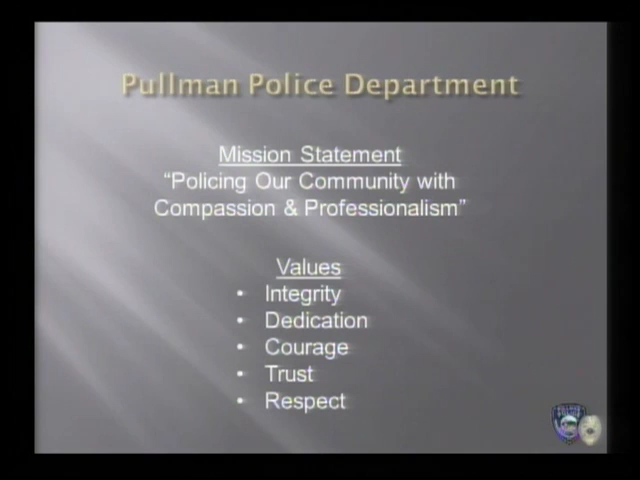 Pullman Police Department
Mission Statement
“Policing Our Community with
Compassion & Professionalism”
Values
• Integrity
• Dedication
• Courage
• Trust
• Respect